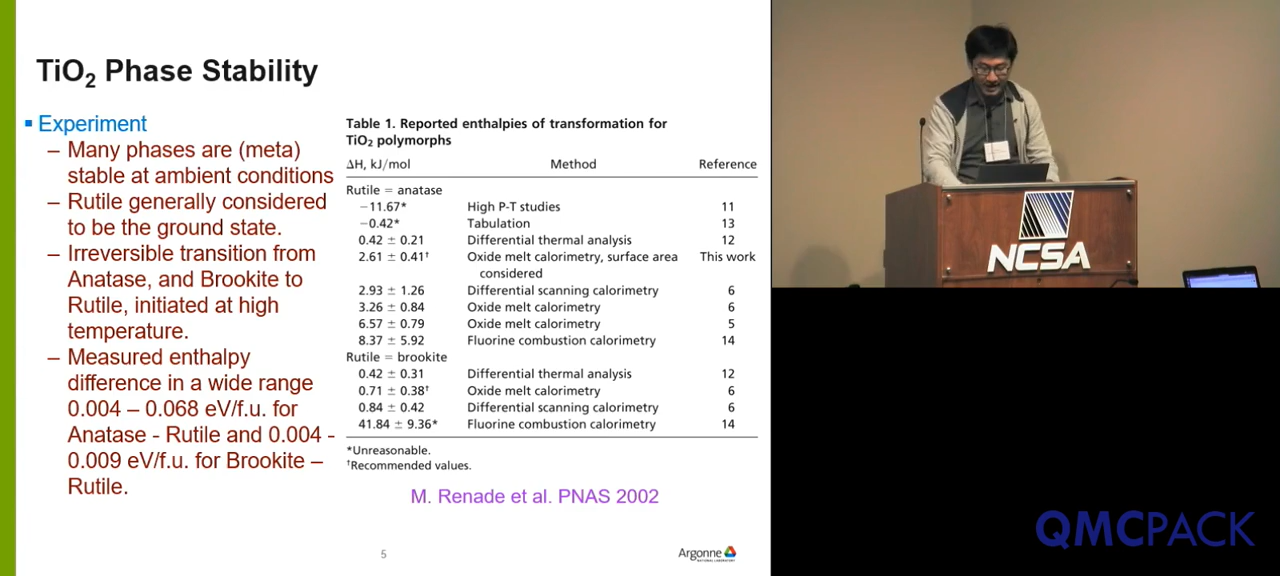 TiO₂ Phase Stability
▪ Experiment
– Many phases are (meta)
stable at ambient conditions
– Rutile generally considered
to be the ground state.
– Irreversible transition from
Anatase, and Brookite to
Rutile, initiated at high
temperature.
– Measured enthalpy
difference in a wide range
0.004 – 0.068 eV/f.u. for
Anatase - Rutile and 0.004 -
0.009 eV/f.u. for Brookite –
Rutile.
Table 1. Reported enthalpies of transformation for
TiO₂ polymorphs
ΔH, kJ/mol Method Reference
Rutile = anatase
−11.67* High P-T studies 11
−0.42* Tabulation 13
0.42 ± 0.21 Differential thermal analysis 12
2.61 ± 0.41† Oxide melt calorimetry, surface area This work
considered
2.93 ± 1.26 Differential scanning calorimetry 6
3.26 ± 0.84 Oxide melt calorimetry 6
6.57 ± 0.79 Oxide melt calorimetry 5
8.37 ± 5.92 Fluorine combustion calorimetry 14
Rutile = brookite
0.42 ± 0.31 Differential thermal analysis 12
0.71 ± 0.38† Oxide melt calorimetry 6
0.84 ± 0.42 Differential scanning calorimetry 6
41.84 ± 9.36* Fluorine combustion calorimetry 14
*Unreasonable.
†Recommended values.
M. Renade et al. PNAS 2002
5
Argonne
NATIONAL LABORATORY
NCSA
QMCPACK